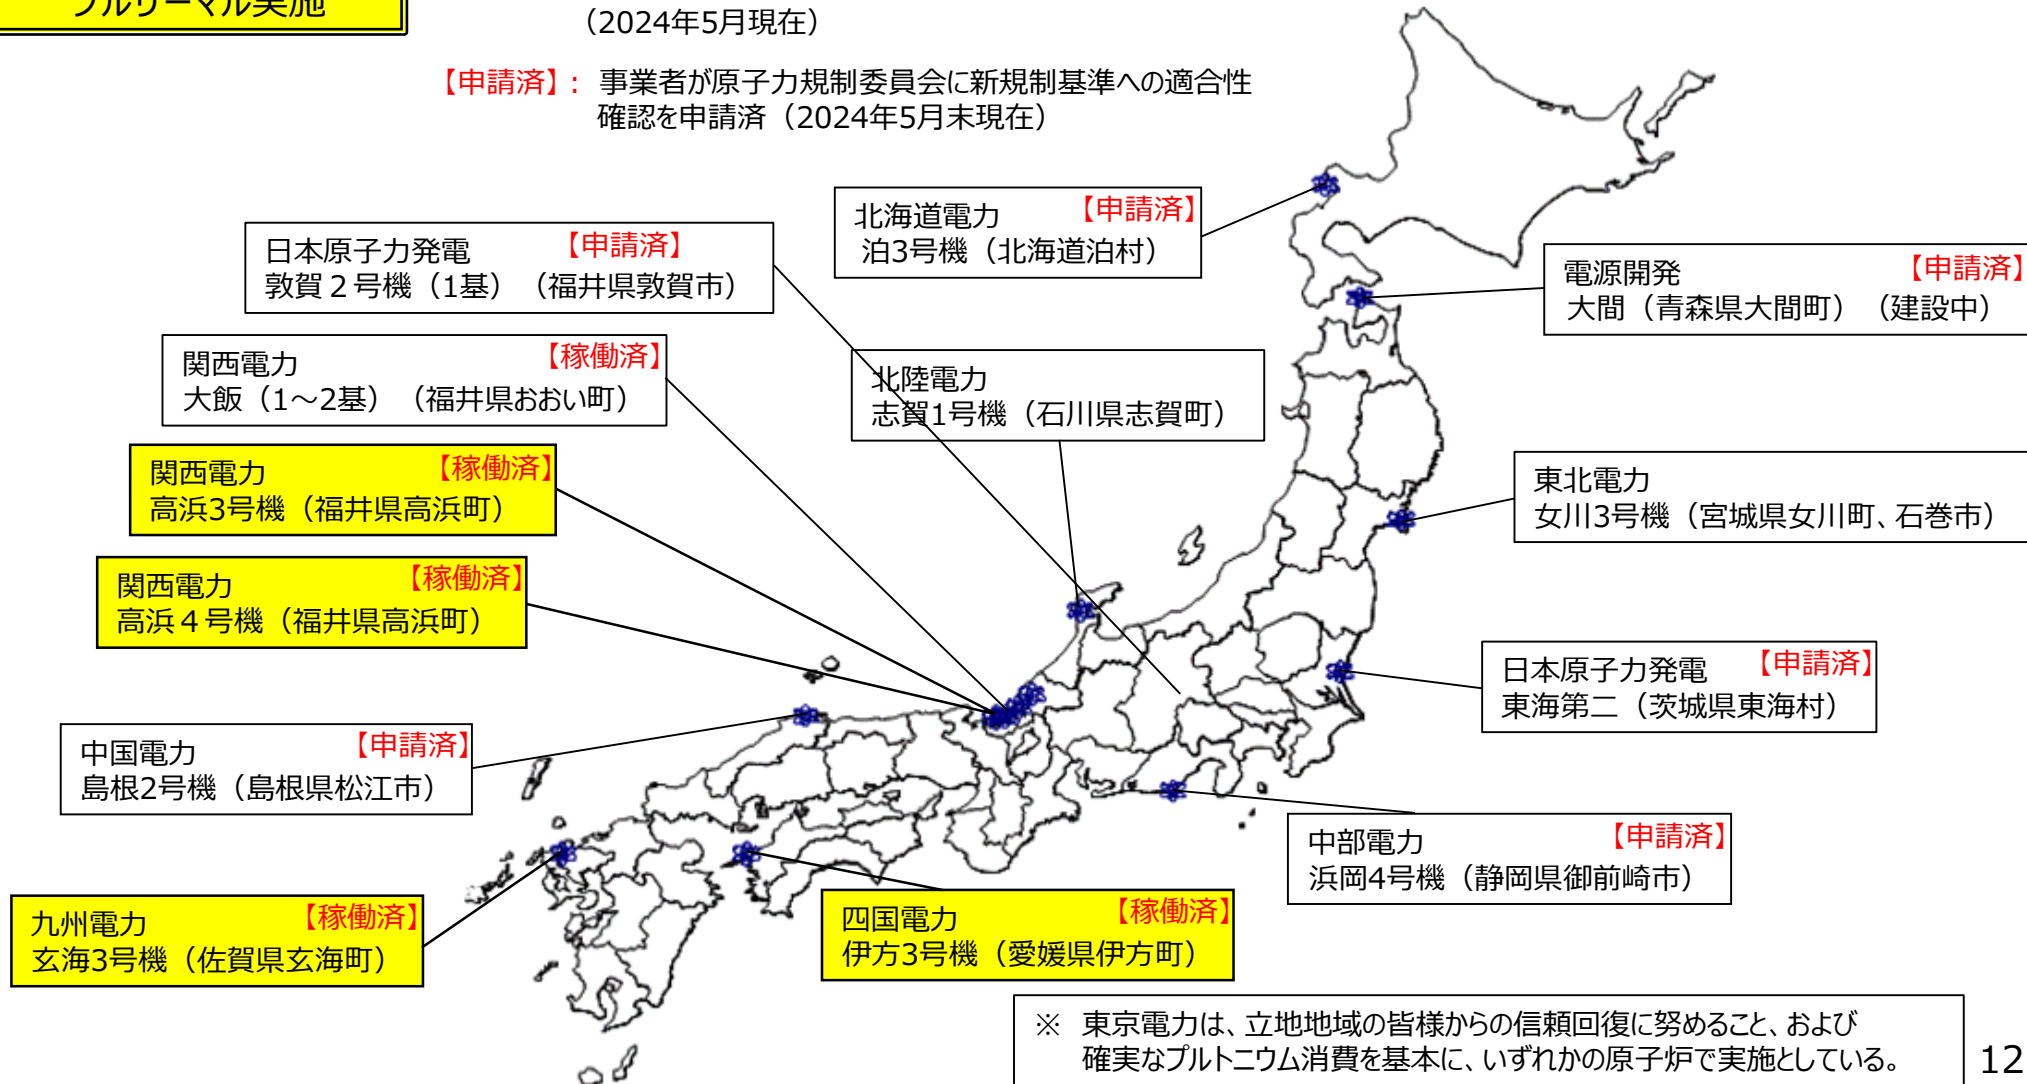 プルサーマル実施
（2024年5月現在）
【申請済】： 事業者が原子力規制委員会に新規制基準への適合性
確認を申請済（2024年5月末現在）
北海道電力 【申請済】
泊3号機（北海道泊村）
日本原子力発電 【申請済】
敦賀２号機（1基）（福井県敦賀市）
電源開発 【申請済】
大間（青森県大間町）（建設中）
関西電力 【稼働済】
大飯（1～2基）（福井県おおい町）
北陸電力
志賀1号機（石川県志賀町）
関西電力 【稼働済】
高浜3号機（福井県高浜町）
東北電力
女川3号機（宮城県女川町、石巻市）
関西電力 【稼働済】
高浜４号機（福井県高浜町）
日本原子力発電 【申請済】
東海第二（茨城県東海村）
中国電力 【申請済】
島根2号機（島根県松江市）
中部電力 【申請済】
浜岡4号機（静岡県御前崎市）
九州電力 【稼働済】
玄海3号機（佐賀県玄海町）
四国電力 【稼働済】
伊方3号機（愛媛県伊方町）
※ 東京電力は、立地地域の皆様からの信頼回復に努めること、および
確実なプルトニウム消費を基本に、いずれかの原子炉で実施としている。
12